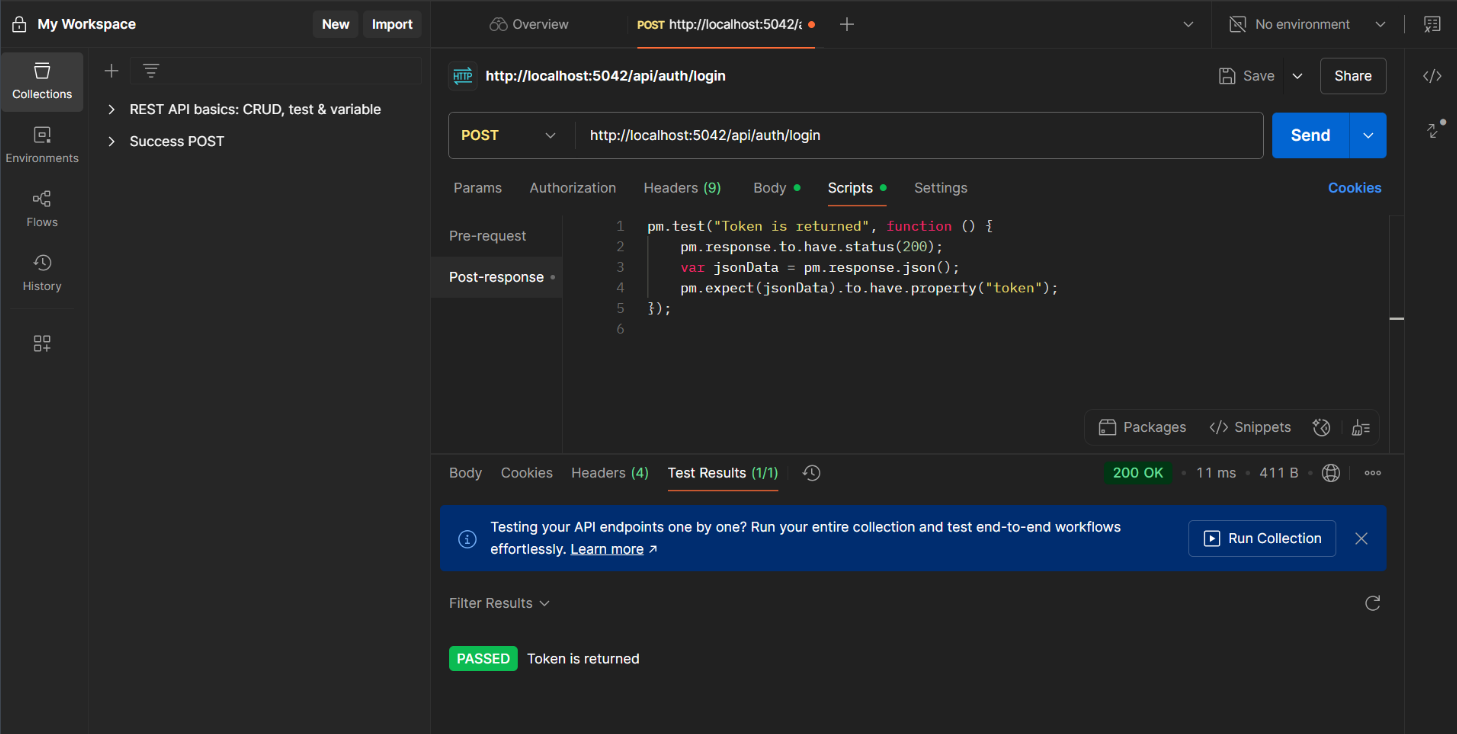 My Workspace
New
Import
Overview
POST http://localhost:5042/a
No environment
Collections
Environments
Flows
History
REST API basics: CRUD, test & variable
Success POST
HTTP
http://localhost:5042/api/auth/login
Save
Share
POST
http://localhost:5042/api/auth/login
Send
Params
Authorization
Headers (9)
Body
Scripts
Settings
Cookies
Pre-request
Post-response
1 pm.test("Token is returned", function () {
2 pm.response.to.have.status(200);
3 var jsonData = pm.response.json();
4 pm.expect(jsonData).to.have.property("token");
5 });
6
Packages
</> Snippets
Body
Cookies
Headers (4)
Test Results (1/1)
200 OK
11 ms
411 B
Testing your API endpoints one by one? Run your entire collection and test end-to-end workflows
effortlessly. Learn more ↗
Run Collection
Filter Results
PASSED
Token is returned